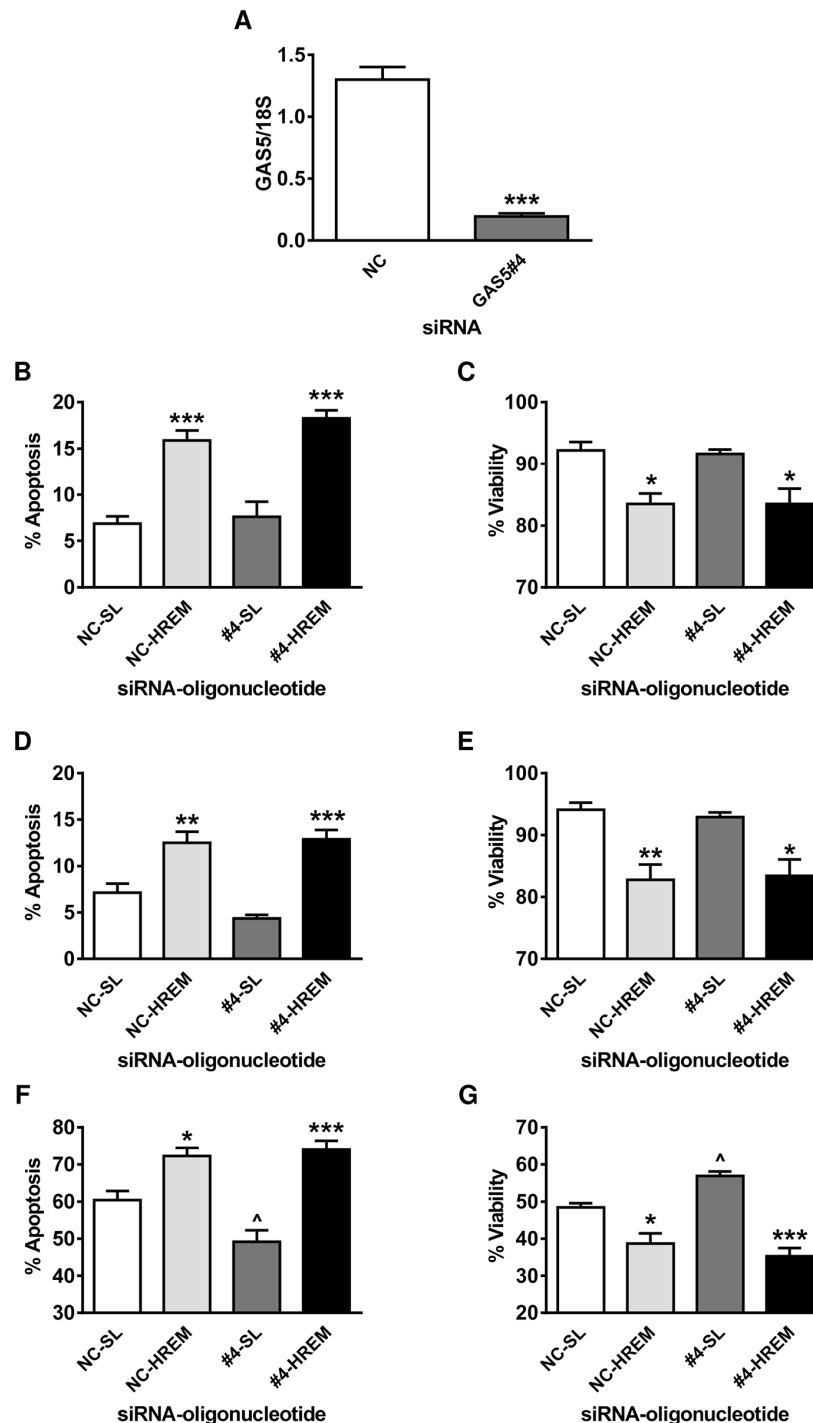 A
GAS5/18S
1.5
1.0
0.5
0.0
***
NC
GAS5#4
siRNA
B
% Apoptosis
20
15
10
5
0
***
***
NC-SL
NC-HREM
#4-SL
#4-HREM
siRNA-oligonucleotide
C
% Viability
100
90
80
70
*
*
NC-SL
NC-HREM
#4-SL
#4-HREM
siRNA-oligonucleotide
D
% Apoptosis
20
15
10
5
0
**
***
NC-SL
NC-HREM
#4-SL
#4-HREM
siRNA-oligonucleotide
E
% Viability
100
90
80
70
**
*
NC-SL
NC-HREM
#4-SL
#4-HREM
siRNA-oligonucleotide
F
% Apoptosis
80
70
60
50
40
30
*
^
***
NC-SL
NC-HREM
#4-SL
#4-HREM
siRNA-oligonucleotide
G
% Viability
70
60
50
40
30
20
*
^
***
NC-SL
NC-HREM
#4-SL
#4-HREM
siRNA-oligonucleotide